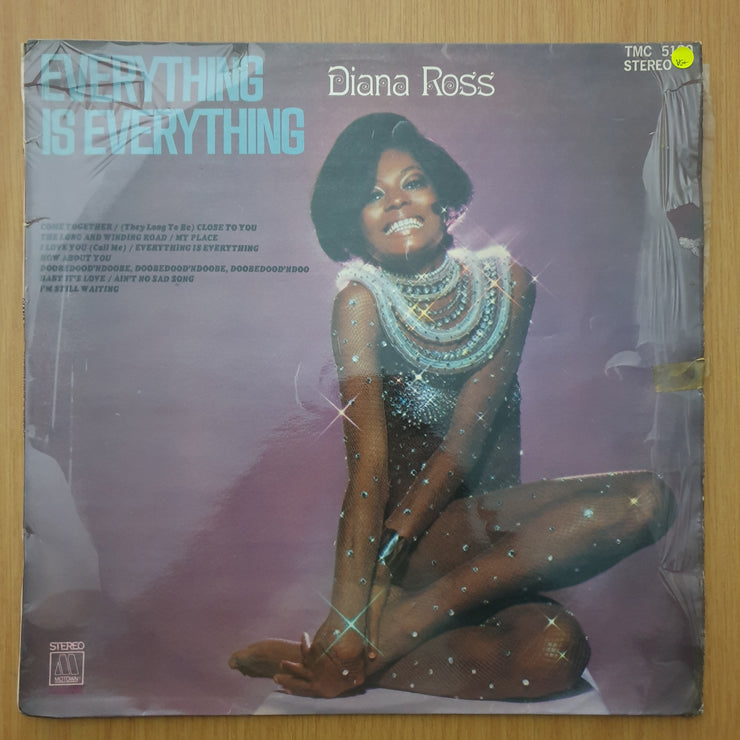 EVERYTHING
IS EVERYTHING
Diana Ross
TMC
STEREO
VG+
COME TOGETHER / (They Long To Be) CLOSE TO YOU
THE LONG AND WINDING ROAD / MY PLACE
I LOVE YOU (Call Me) / EVERYTHING IS EVERYTHING
HOW ABOUT YOU
DOOBEDOOD'NDOOBE, DOOBEDOOD'NDOOBE, DOOBEDOOD'NDOO
BABY IT'S LOVE / AIN'T NO SAD SONG
I'M STILL WAITING
STEREO
M
MOTOWN